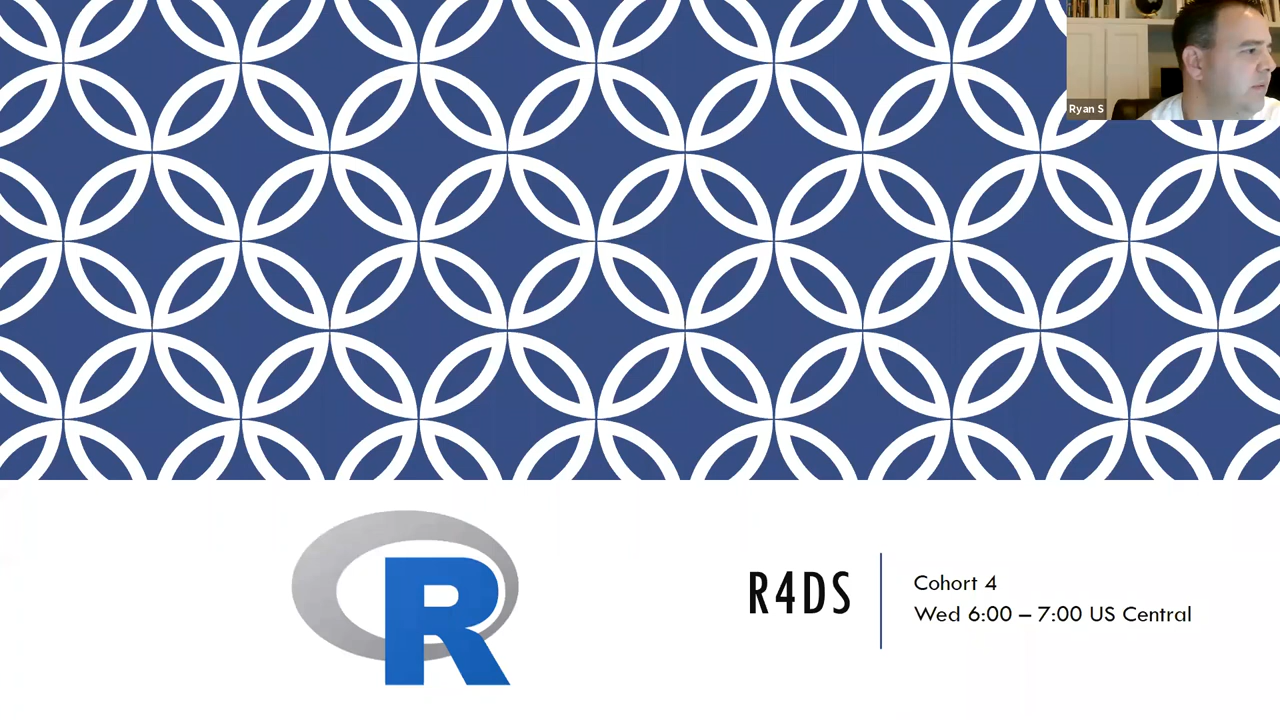 Ryan S
R
R4DS
Cohort 4
Wed 6:00 – 7:00 US Central